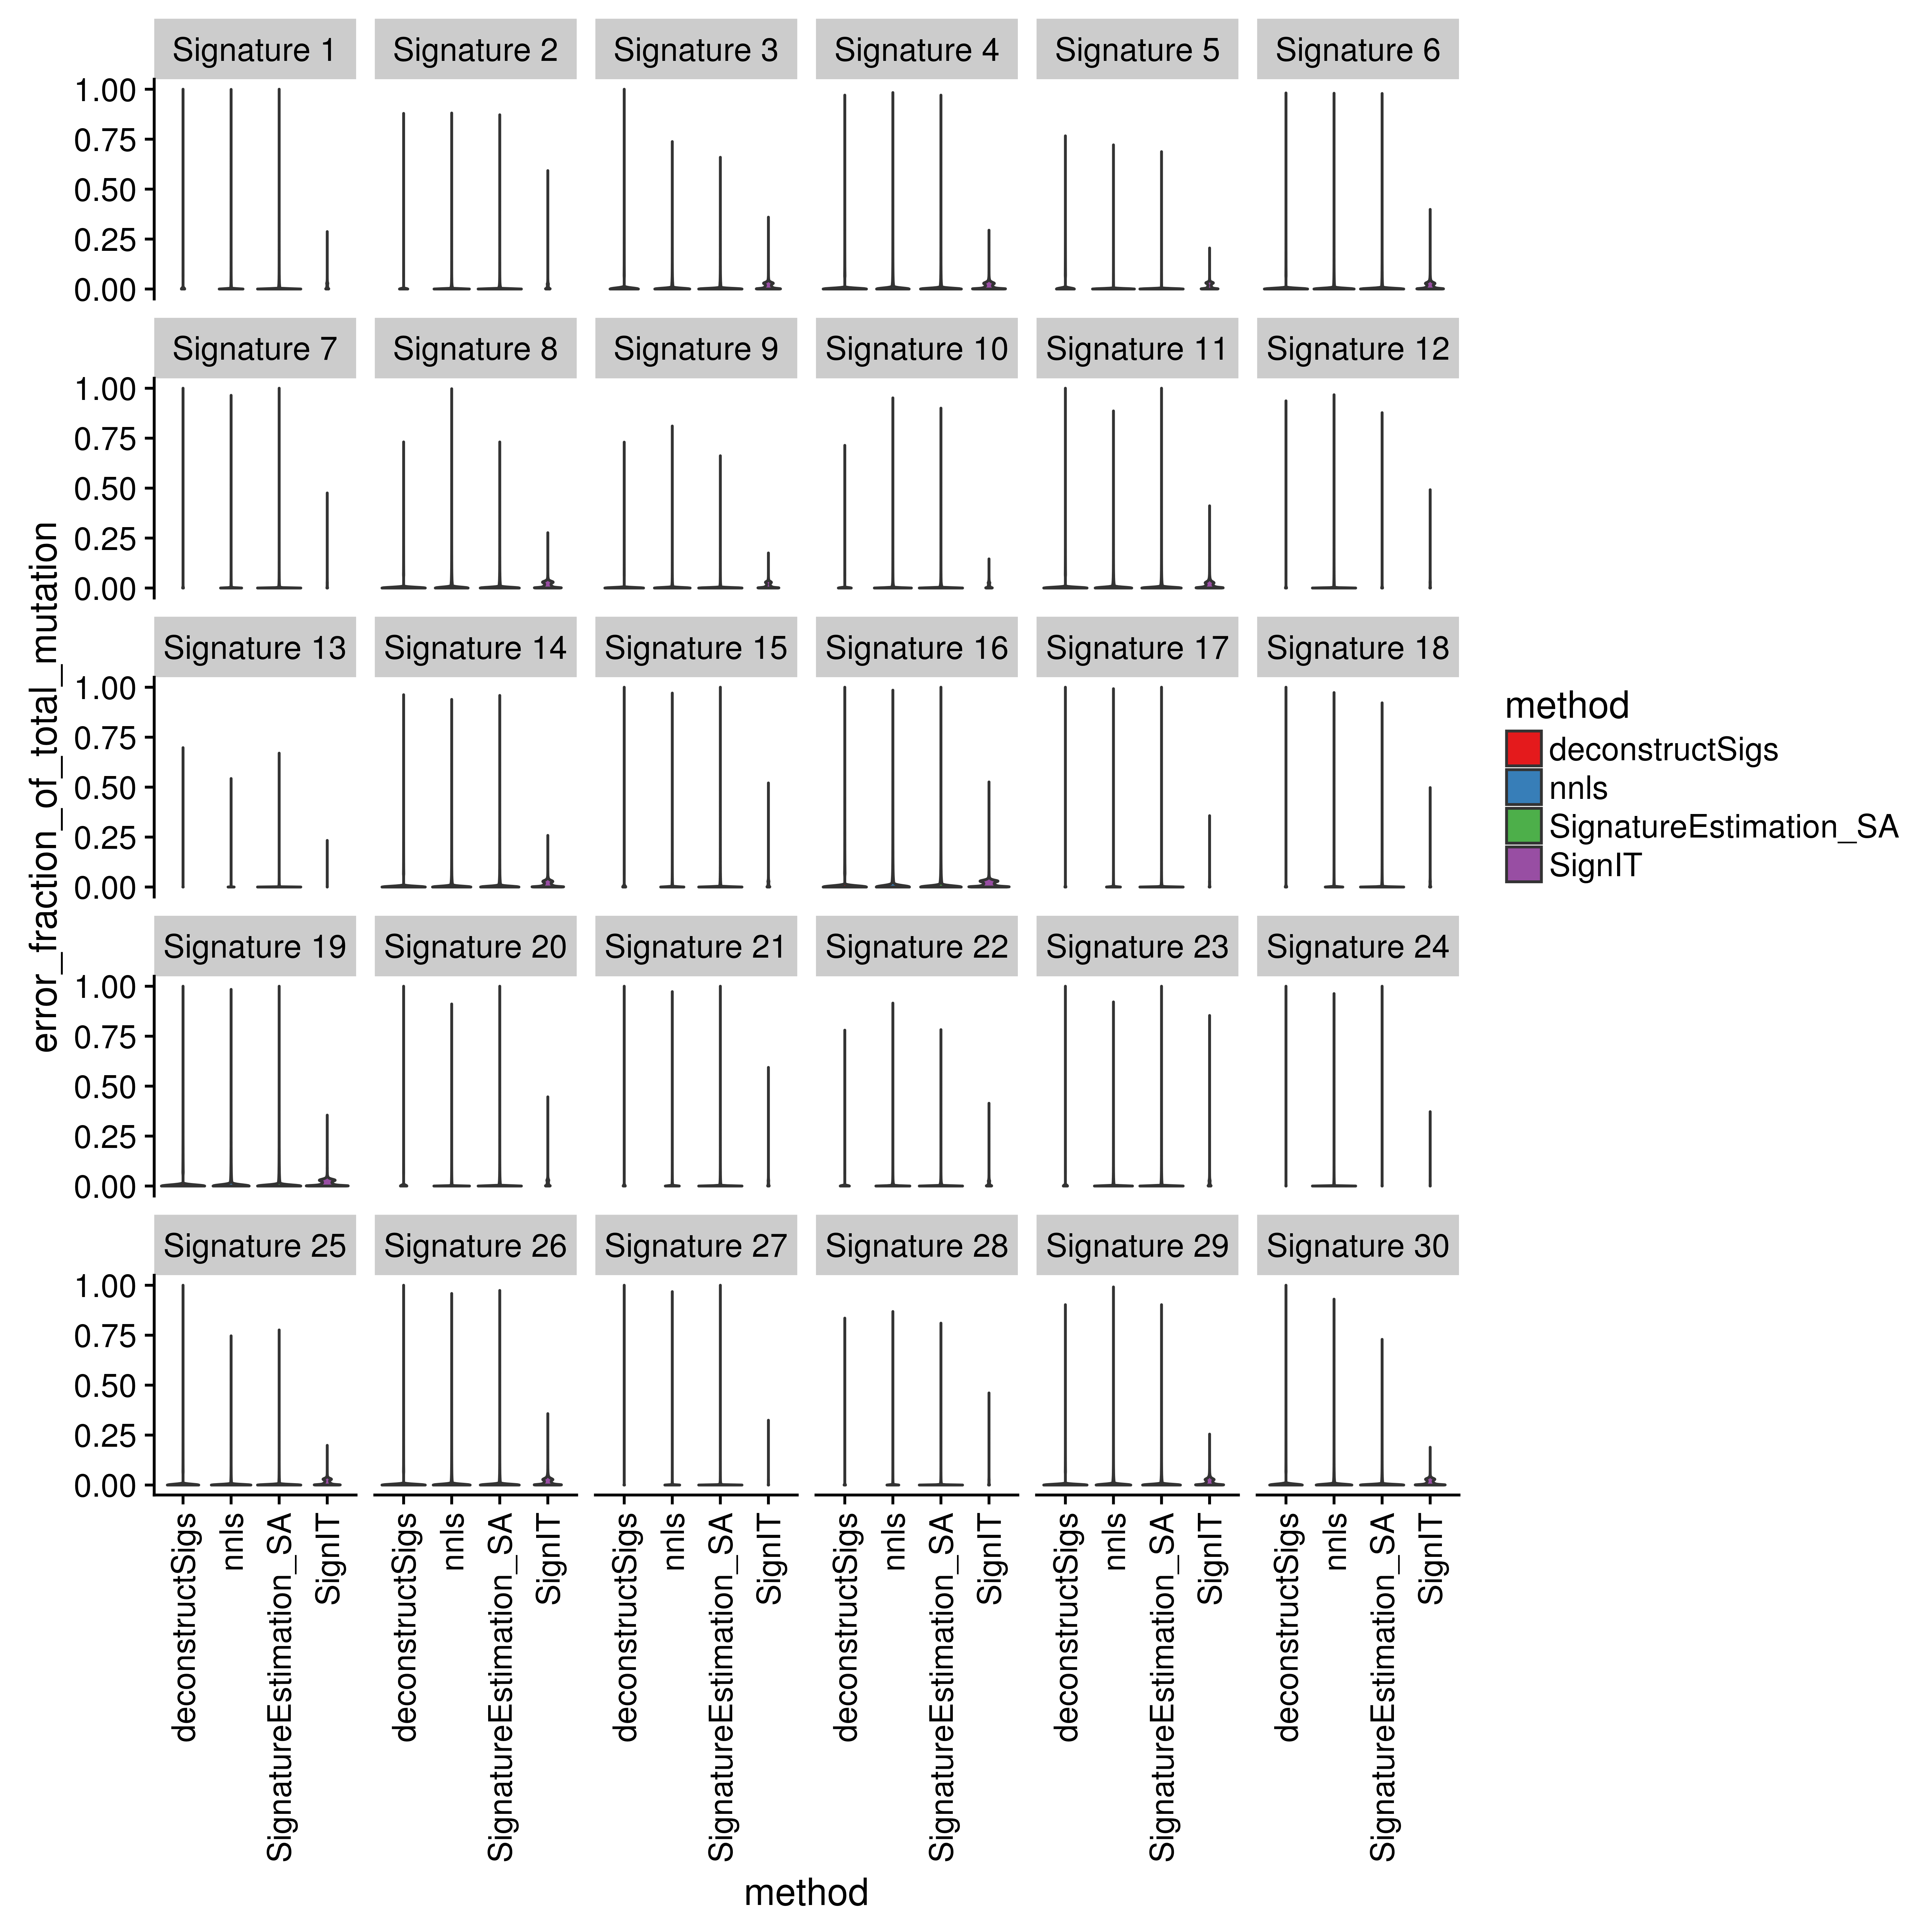 Signature 1 Signature 2 Signature 3 Signature 4 Signature 5 Signature 6
1.00
0.75
0.50
0.25
0.00
Signature 7 Signature 8 Signature 9 Signature 10 Signature 11 Signature 12
1.00
0.75
0.50
0.25
0.00
Signature 13 Signature 14 Signature 15 Signature 16 Signature 17 Signature 18
1.00
0.75
0.50
0.25
0.00
Signature 19 Signature 20 Signature 21 Signature 22 Signature 23 Signature 24
1.00
0.75
0.50
0.25
0.00
Signature 25 Signature 26 Signature 27 Signature 28 Signature 29 Signature 30
1.00
0.75
0.50
0.25
0.00
error_fraction_of_total_mutation
deconstructSigs
nnls
SignatureEstimation_SA
SignIT
deconstructSigs
nnls
SignatureEstimation_SA
SignIT
deconstructSigs
nnls
SignatureEstimation_SA
SignIT
deconstructSigs
nnls
SignatureEstimation_SA
SignIT
deconstructSigs
nnls
SignatureEstimation_SA
SignIT
deconstructSigs
nnls
SignatureEstimation_SA
SignIT
method
method
deconstructSigs
nnls
SignatureEstimation_SA
SignIT